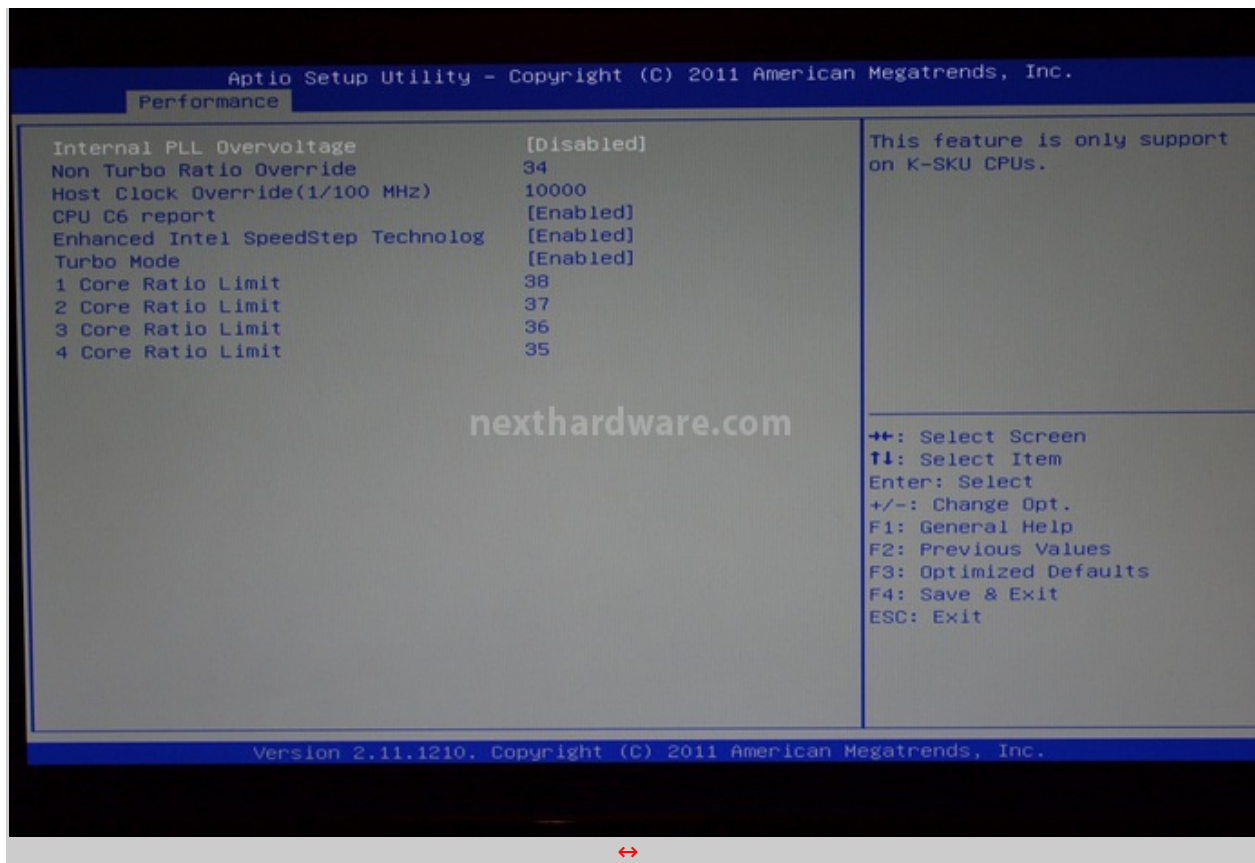 Aptio Setup Utility – Copyright (C) 2011 American Megatrends, Inc.
Performance
Internal PLL Overvoltage [Disabled]
Non Turbo Ratio Override 34
Host Clock Override(1/100 MHz) 10000
CPU C6 report [Enabled]
Enhanced Intel SpeedStep Technolog [Enabled]
Turbo Mode [Enabled]
1 Core Ratio Limit 38
2 Core Ratio Limit 37
3 Core Ratio Limit 36
4 Core Ratio Limit 35
This feature is only support
on K-SKU CPUs.
nexthardware.com
→←: Select Screen
↑↓: Select Item
Enter: Select
+/-: Change Opt.
F1: General Help
F2: Previous Values
F3: Optimized Defaults
F4: Save & Exit
ESC: Exit
Version 2.11.1210. Copyright (C) 2011 American Megatrends, Inc.
↔